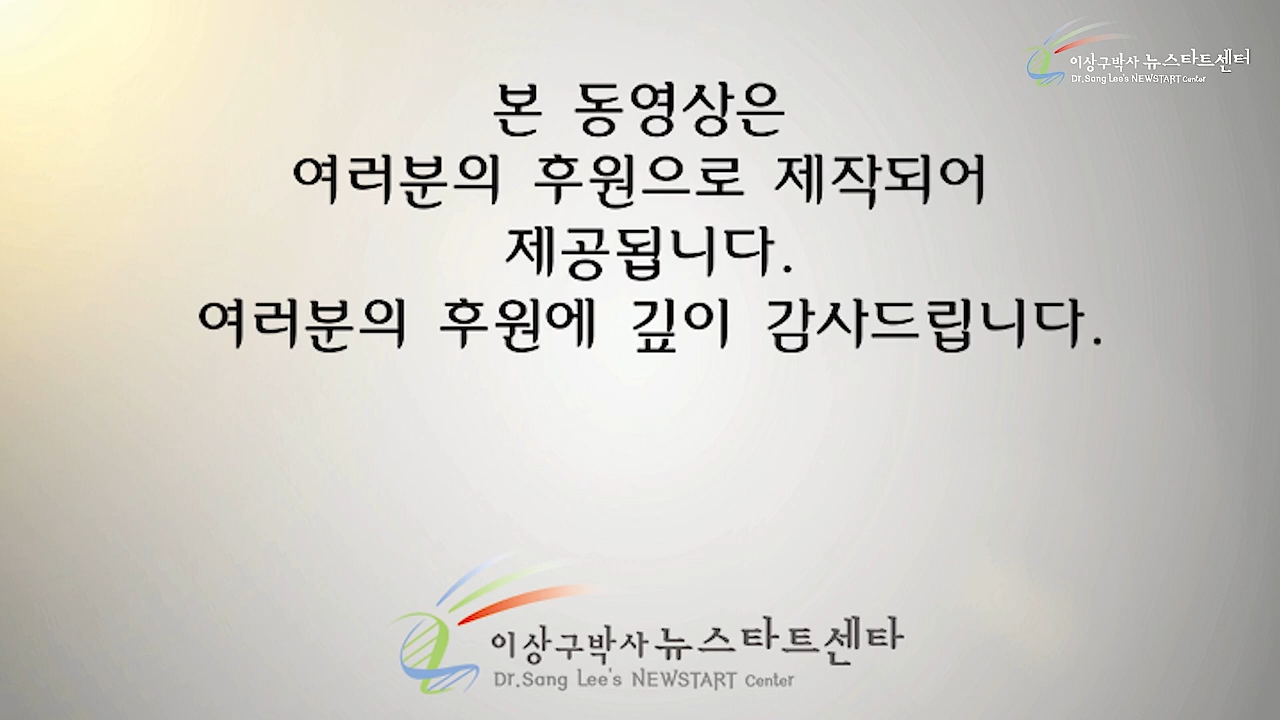 이상구박사 뉴스타트센터
Dr.Sang Lee's NEWSTART Center
본 동영상은
여러분의 후원으로 제작되어
제공됩니다.
여러분의 후원에 깊이 감사드립니다.
이상구박사 뉴스타트센타
Dr.Sang Lee's NEWSTART Center